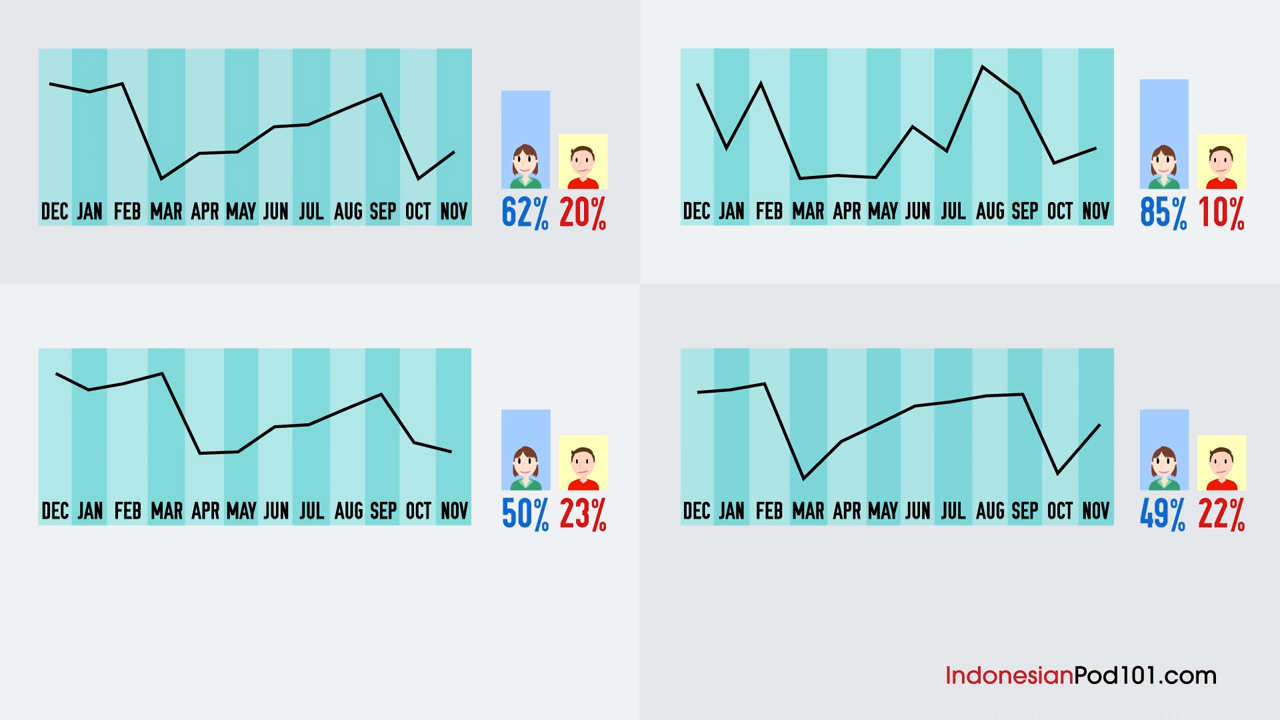 DEC JAN FEB MAR APR MAY JUN JUL AUG SEP OCT NOV
62% 20%
DEC JAN FEB MAR APR MAY JUN JUL AUG SEP OCT NOV
85% 10%
DEC JAN FEB MAR APR MAY JUN JUL AUG SEP OCT NOV
50% 23%
DEC JAN FEB MAR APR MAY JUN JUL AUG SEP OCT NOV
49% 22%
IndonesianPod101.com